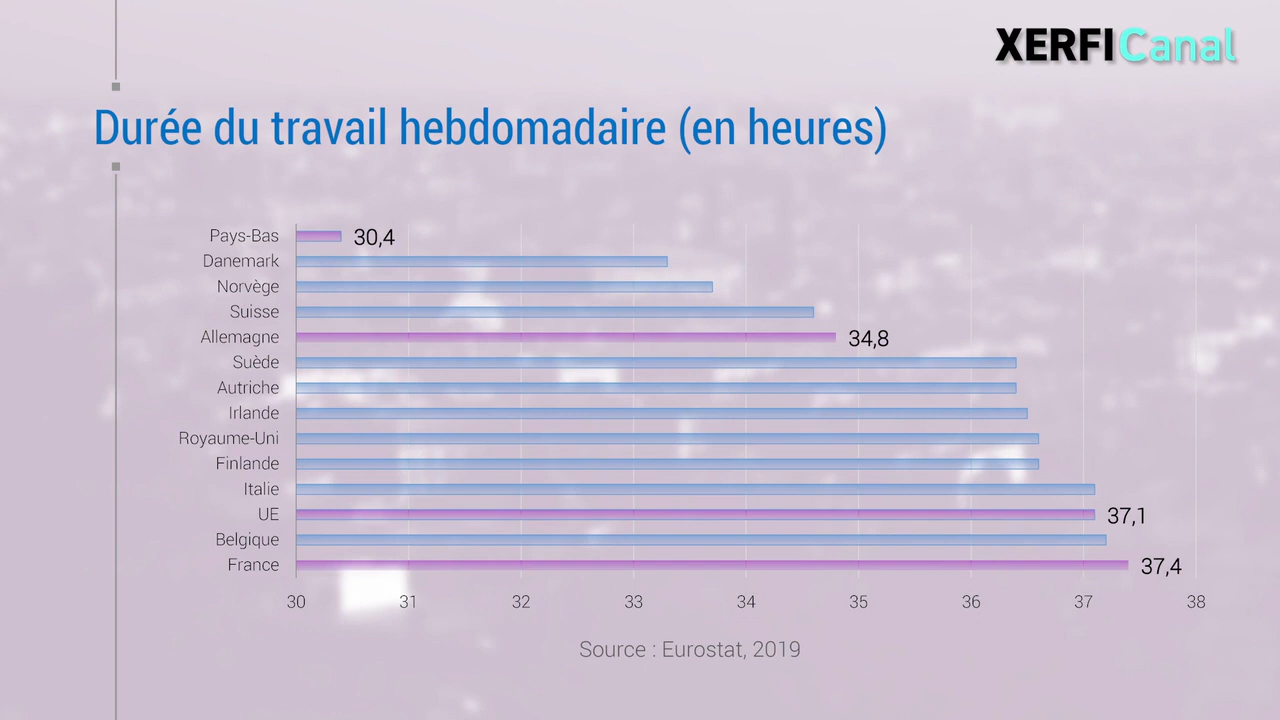 XERFI Canal
Durée du travail hebdomadaire (en heures)
Pays-Bas 30,4
Danemark
Norvège
Suisse
Allemagne 34,8
Suède
Autriche
Irlande
Royaume-Uni
Finlande
Italie
UE 37,1
Belgique
France 37,4
30 31 32 33 34 35 36 37 38
Source : Eurostat, 2019